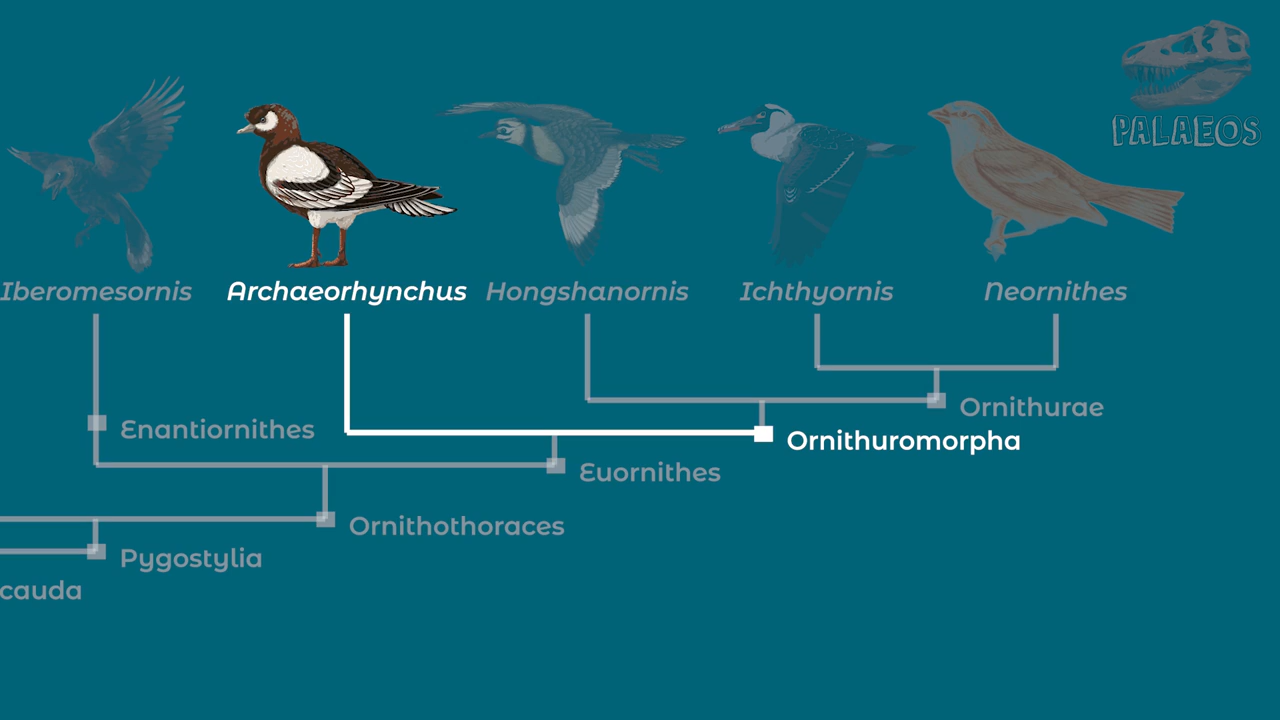 PALAEOS
Iberomesornis
Archaeorhynchus
Hongshanornis
Ichthyornis
Neornithes
Ornithurae
Enantiornithes
Ornithuromorpha
Euornithes
Ornithothoraces
Pygostylia
cauda